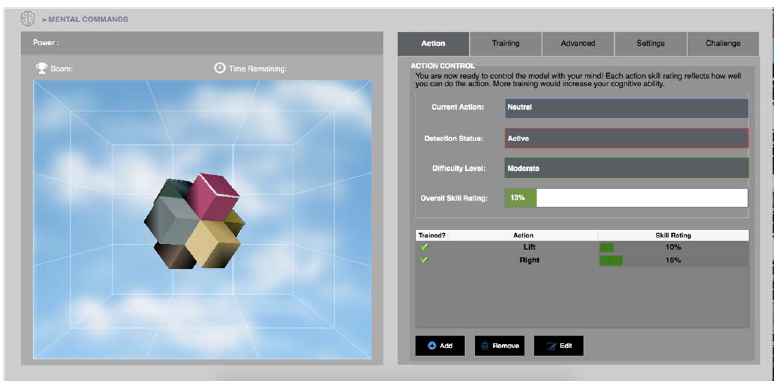 > MENTAL COMMANDS
Power :
Score:
Time Remaining:
Action Training Advanced Settings Challenge
ACTION CONTROL
You are now ready to control the model with your mind! Each action skill rating reflects how well
you can do the action. More training would increase your cognitive ability.
Current Action: Neutral
Detection Status: Active
Difficulty Level: Moderate
Overall Skill Rating: 13%
Trained? Action Skill Rating
Lift 10%
Right 16%
Add Remove Edit